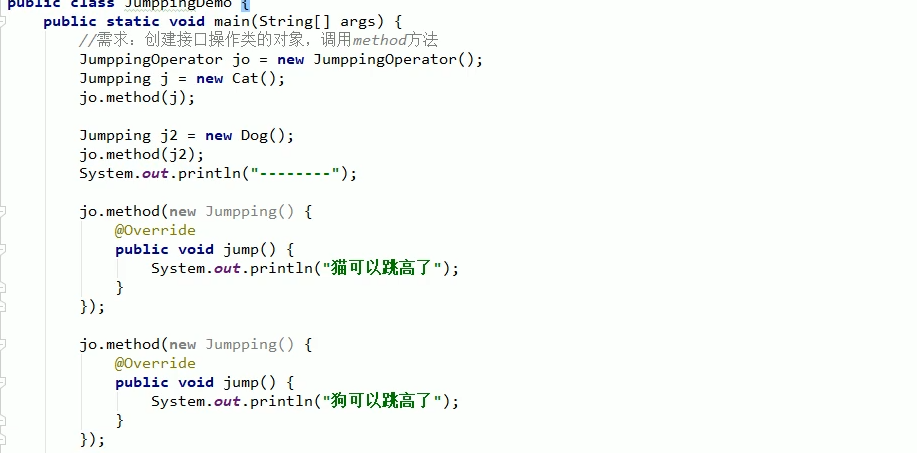 public class JumppingDemo {
public static void main(String[] args) {
//需求：创建接口操作类的对象，调用method方法
JumppingOperator jo = new JumppingOperator();
Jumpping j = new Cat();
jo.method(j);
Jumpping j2 = new Dog();
jo.method(j2);
System.out.println("--------");
jo.method(new Jumpping() {
@Override
public void jump() {
System.out.println("猫可以跳高了");
}
});
jo.method(new Jumpping() {
@Override
public void jump() {
System.out.println("狗可以跳高了");
}
});